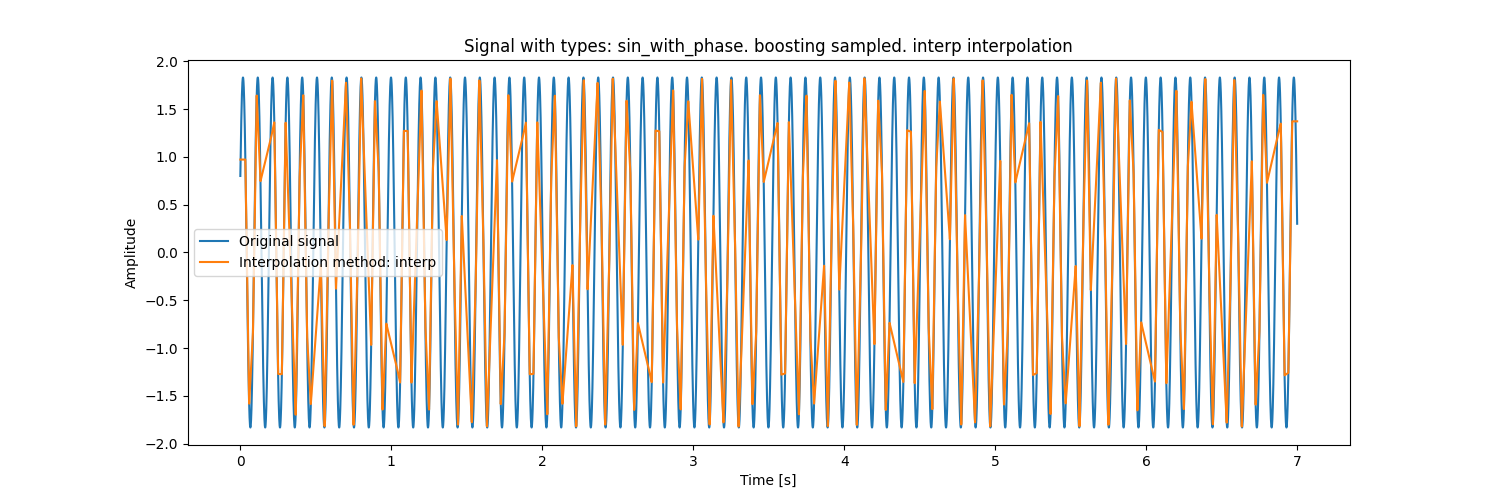 Signal with types: sin_with_phase. boosting sampled. interp interpolation
2.0
1.5
1.0
0.5
0.0
−0.5
−1.0
−1.5
−2.0
Amplitude
Original signal
Interpolation method: interp
0 1 2 3 4 5 6 7
Time [s]